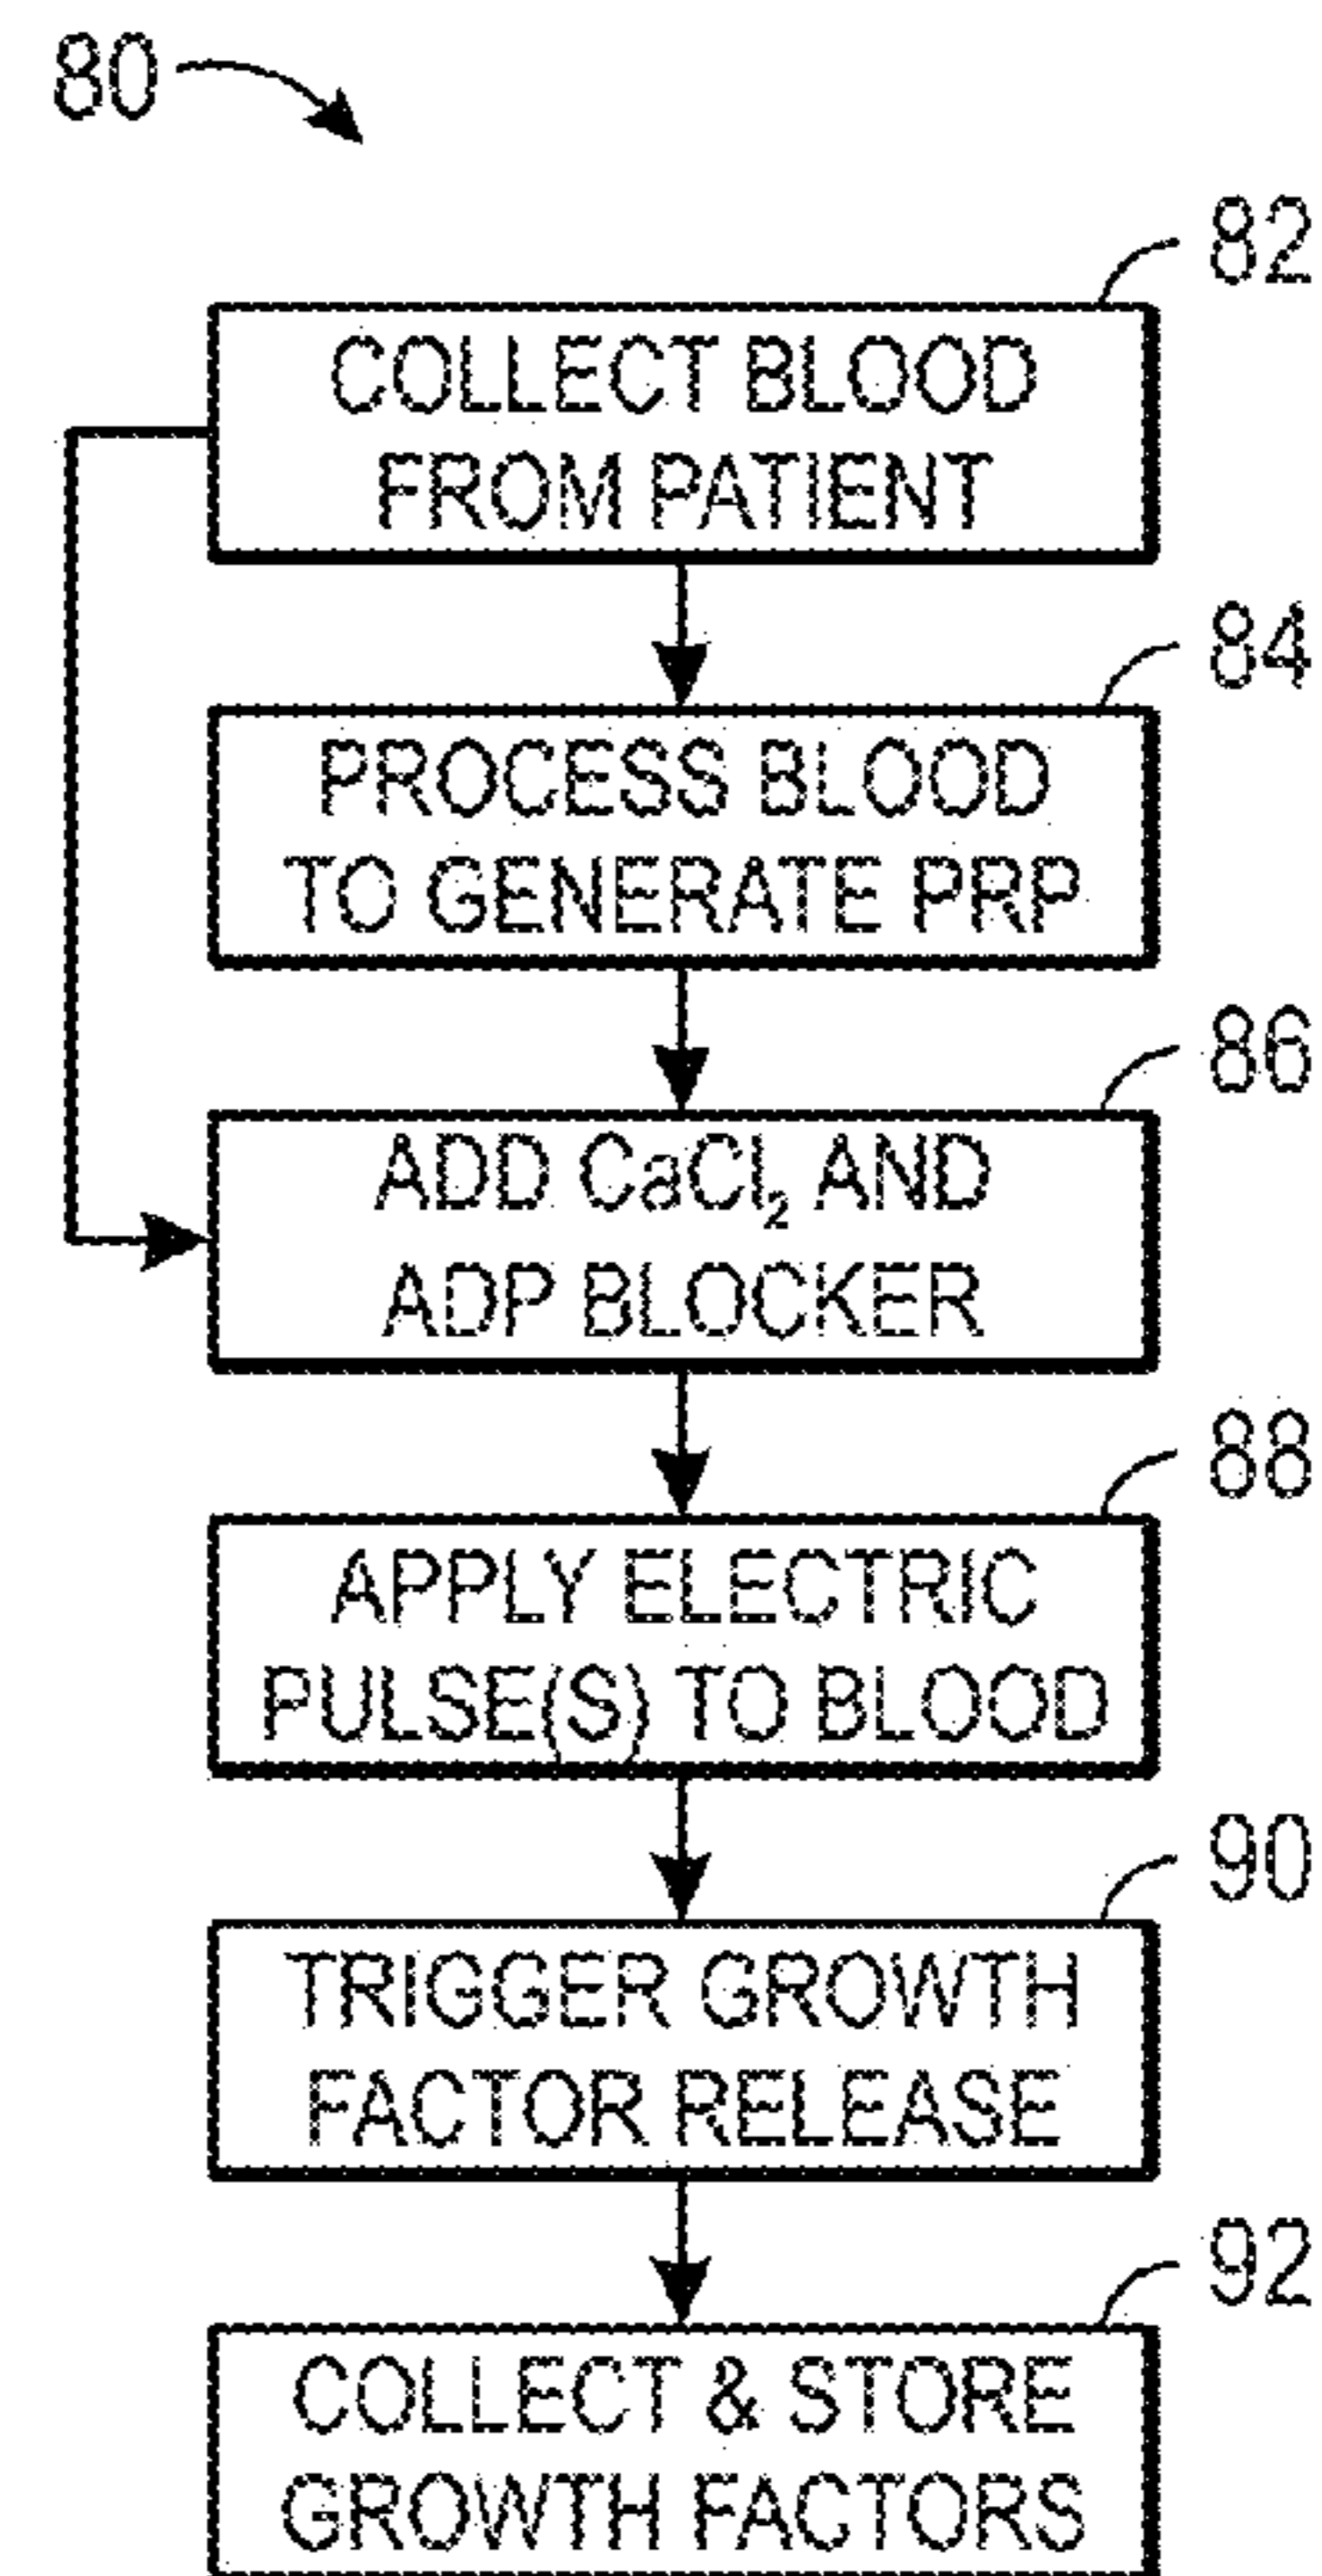 80
82
COLLECT BLOOD
FROM PATIENT
84
PROCESS BLOOD
TO GENERATE PRP
86
ADD CaCl₂ AND
ADP BLOCKER
88
APPLY ELECTRIC
PULSE(S) TO BLOOD
90
TRIGGER GROWTH
FACTOR RELEASE
92
COLLECT & STORE
GROWTH FACTORS